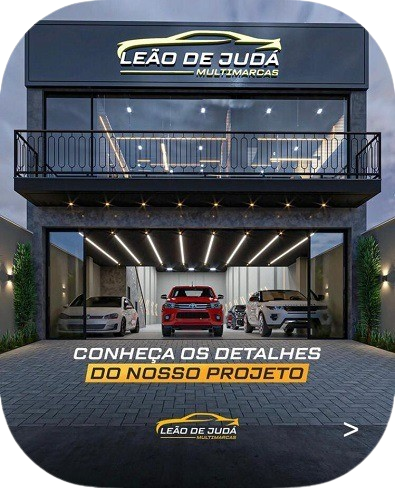 LEÃO DE JUDÁ
MULTIMARCAS
CONHEÇA OS DETALHES
DO NOSSO PROJETO
LEÃO DE JUDÁ
MULTIMARCAS
>